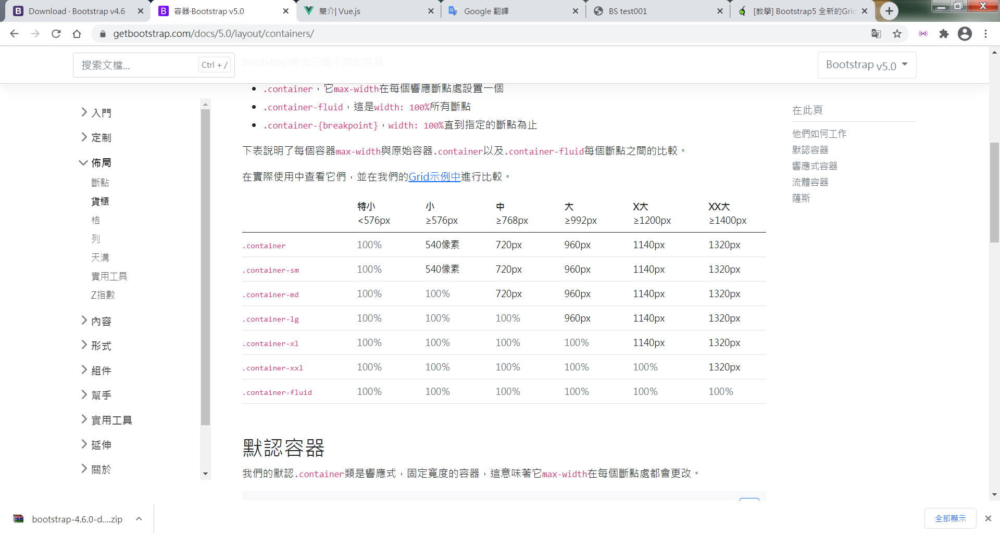 Download · Bootstrap v4.6
容器·Bootstrap v5.0
簡介| Vue.js
Google 翻譯
BS test001
[教學] Bootstrap5 全新的Gri
getbootstrap.com/docs/5.0/layout/containers/
搜索文檔...
Ctrl + /
Bootstrap帶有三個不同的容器：
Bootstrap v5.0
入門
定制
佈局
斷點
貨櫃
格
列
天溝
實用工具
Z指數
內容
形式
組件
幫手
實用工具
延伸
關於
.container，它max-width在每個響應斷點處設置一個
.container-fluid，這是width: 100%所有斷點
.container-{breakpoint}，width: 100%直到指定的斷點為止
下表說明了每個容器max-width與原始容器.container以及.container-fluid每個斷點之間的比較。
在實際使用中查看它們，並在我們的Grid示例中進行比較。
特小 小 中 大 X大 XX大
<576px ≥576px ≥768px ≥992px ≥1200px ≥1400px
.container 100% 540像素 720px 960px 1140px 1320px
.container-sm 100% 540像素 720px 960px 1140px 1320px
.container-md 100% 100% 720px 960px 1140px 1320px
.container-lg 100% 100% 100% 960px 1140px 1320px
.container-xl 100% 100% 100% 100% 1140px 1320px
.container-xxl 100% 100% 100% 100% 100% 1320px
.container-fluid 100% 100% 100% 100% 100% 100%
默認容器
我們的默認.container類是響應式，固定寬度的容器，這意味著它max-width在每個斷點處都會更改。
在此頁
他們如何工作
默認容器
響應式容器
流體容器
薩斯
bootstrap-4.6.0-d....zip
全部顯示